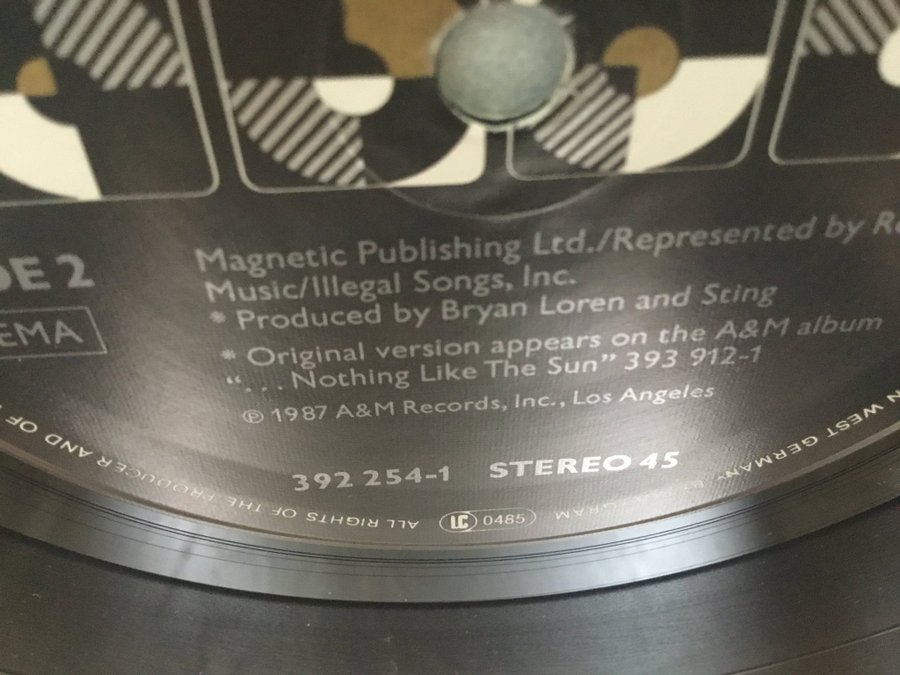 DE 2
EMA
Magnetic Publishing Ltd./Represented by
Music/Illegal Songs, Inc.
* Produced by Bryan Loren and Sting
* Original version appears on the A&M album
"...Nothing Like The Sun" 393 912-1
℗ 1987 A&M Records, Inc., Los Angeles
392 254-1 STEREO 45
ALL RIGHTS OF THE PRODUCER AND OF
LC 0485
WEST GERMANY BY